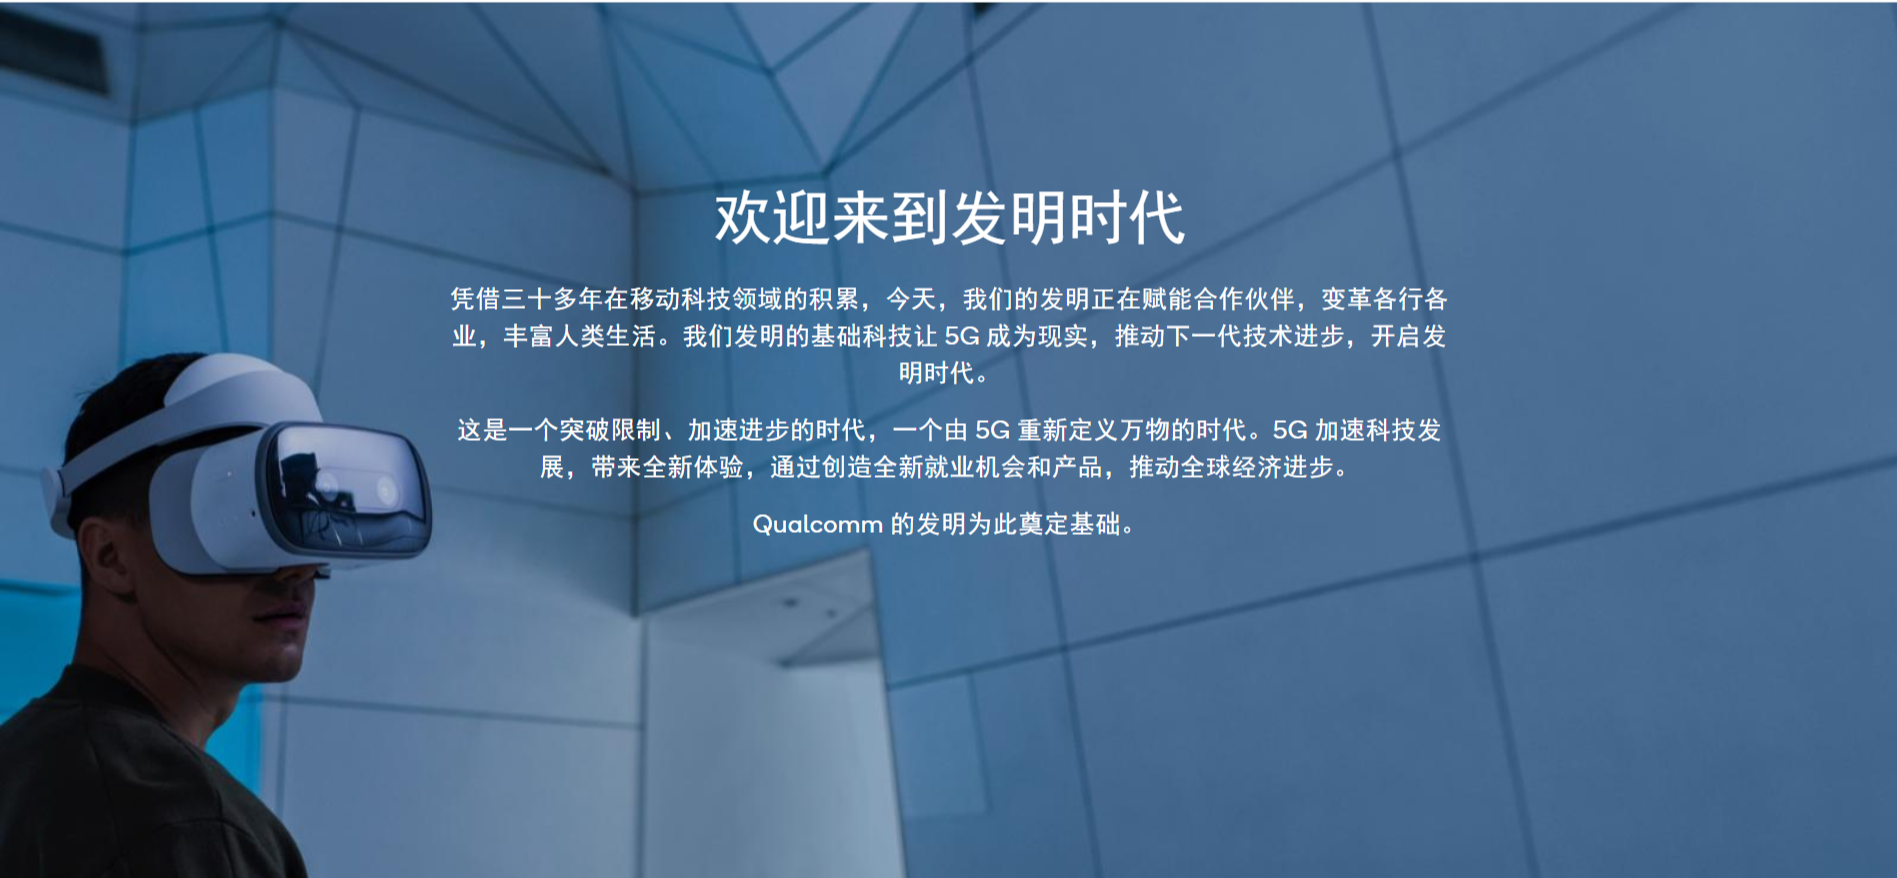 欢迎来到发明时代
凭借三十多年在移动科技领域的积累，今天，我们的发明正在赋能合作伙伴，变革各行各
业，丰富人类生活。我们发明的基础科技让 5G 成为现实，推动下一代技术进步，开启发
明时代。
这是一个突破限制、加速进步的时代，一个由 5G 重新定义万物的时代。5G 加速科技发
展，带来全新体验，通过创造全新就业机会和产品，推动全球经济进步。
Qualcomm 的发明为此奠定基础。